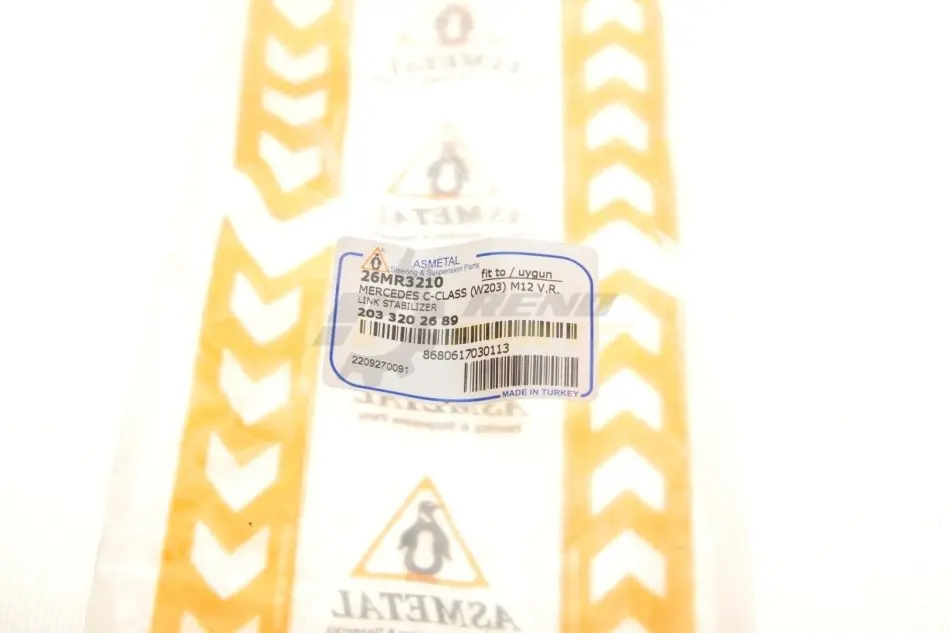 ASMETAL
Steering & Suspension Parts
26MR3210 fit to / uygun
MERCEDES C-CLASS (W203) M12 V.R.
LINK STABILIZER
203 320 26 89
8680617030113
2209270091
MADE IN TURKEY
RENO
ASMETAL
ASMETAL
ASMETAL